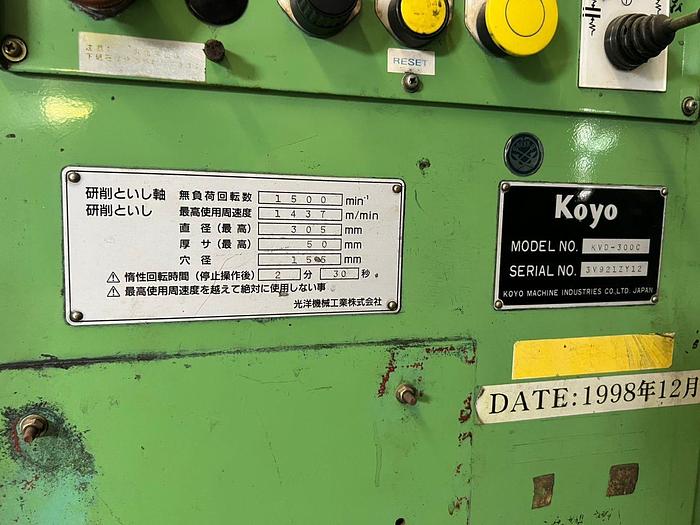 RESET
研削といし軸 無負荷回転数 1500 min⁻¹
研削といし 最高使用周速度 1437 m/min
直径(最高) 305 mm
厚サ(最高) 50 mm
穴径 mm
⚠ 惰性回転時間(停止操作後) 2 分 30 秒
⚠ 最高使用周速度を越えて絶対に使用しない事
光洋機械工業株式会社
Koyo
MODEL NO. KVD-300C
SERIAL NO. 3V921ZY12
KOYO MACHINE INDUSTRIES CO.,LTD. JAPAN
DATE:1998年12月